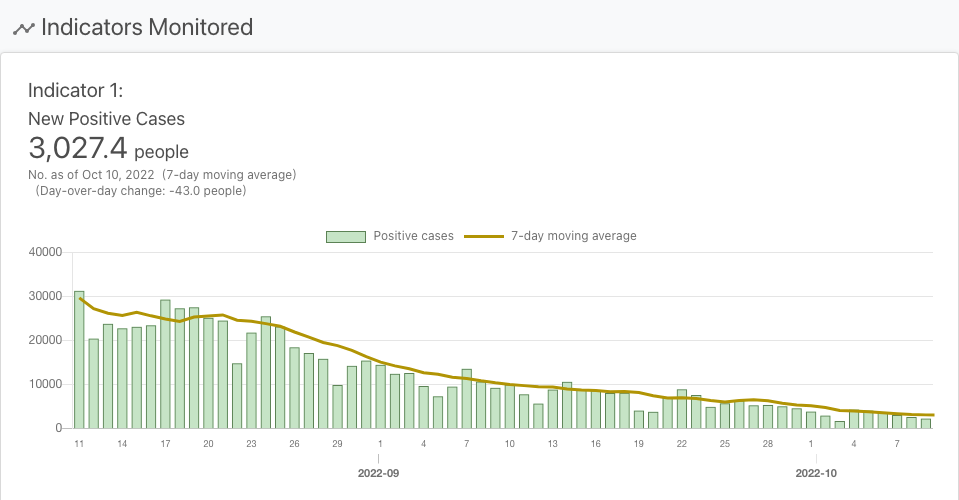 Indicators Monitored
Indicator 1:
New Positive Cases
3,027.4 people
No. as of Oct 10, 2022 (7-day moving average)
(Day-over-day change: -43.0 people)
Positive cases 7-day moving average
40000
30000
20000
10000
0
11 14 17 20 23 26 29 1 4 7 10 13 16 19 22 25 28 1 4 7
2022-09 2022-10